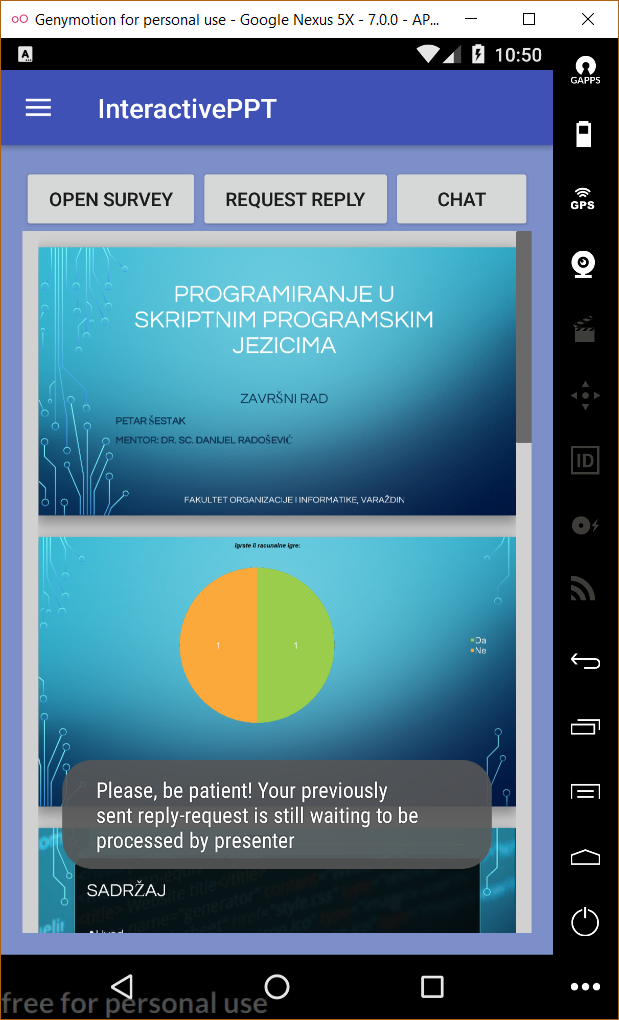 Genymotion for personal use - Google Nexus 5X - 7.0.0 - AP...
A
10:50
GAPPS
InteractivePPT
GPS
OPEN SURVEY
REQUEST REPLY
CHAT
PROGRAMIRANJE U
SKRIPTNIM PROGRAMSKIM
JEZICIMA
ZAVRŠNI RAD
PETAR ŠESTAK
MENTOR: DR. SC. DANIJEL RADOŠEVIĆ
FAKULTET ORGANIZACIJE I INFORMATIKE, VARAŽDIN
ID
Igrate li racunalne igre:
1
1
Da
Ne
Please, be patient! Your previously
sent reply-request is still waiting to be
processed by presenter
SADRŽAJ
free for personal use